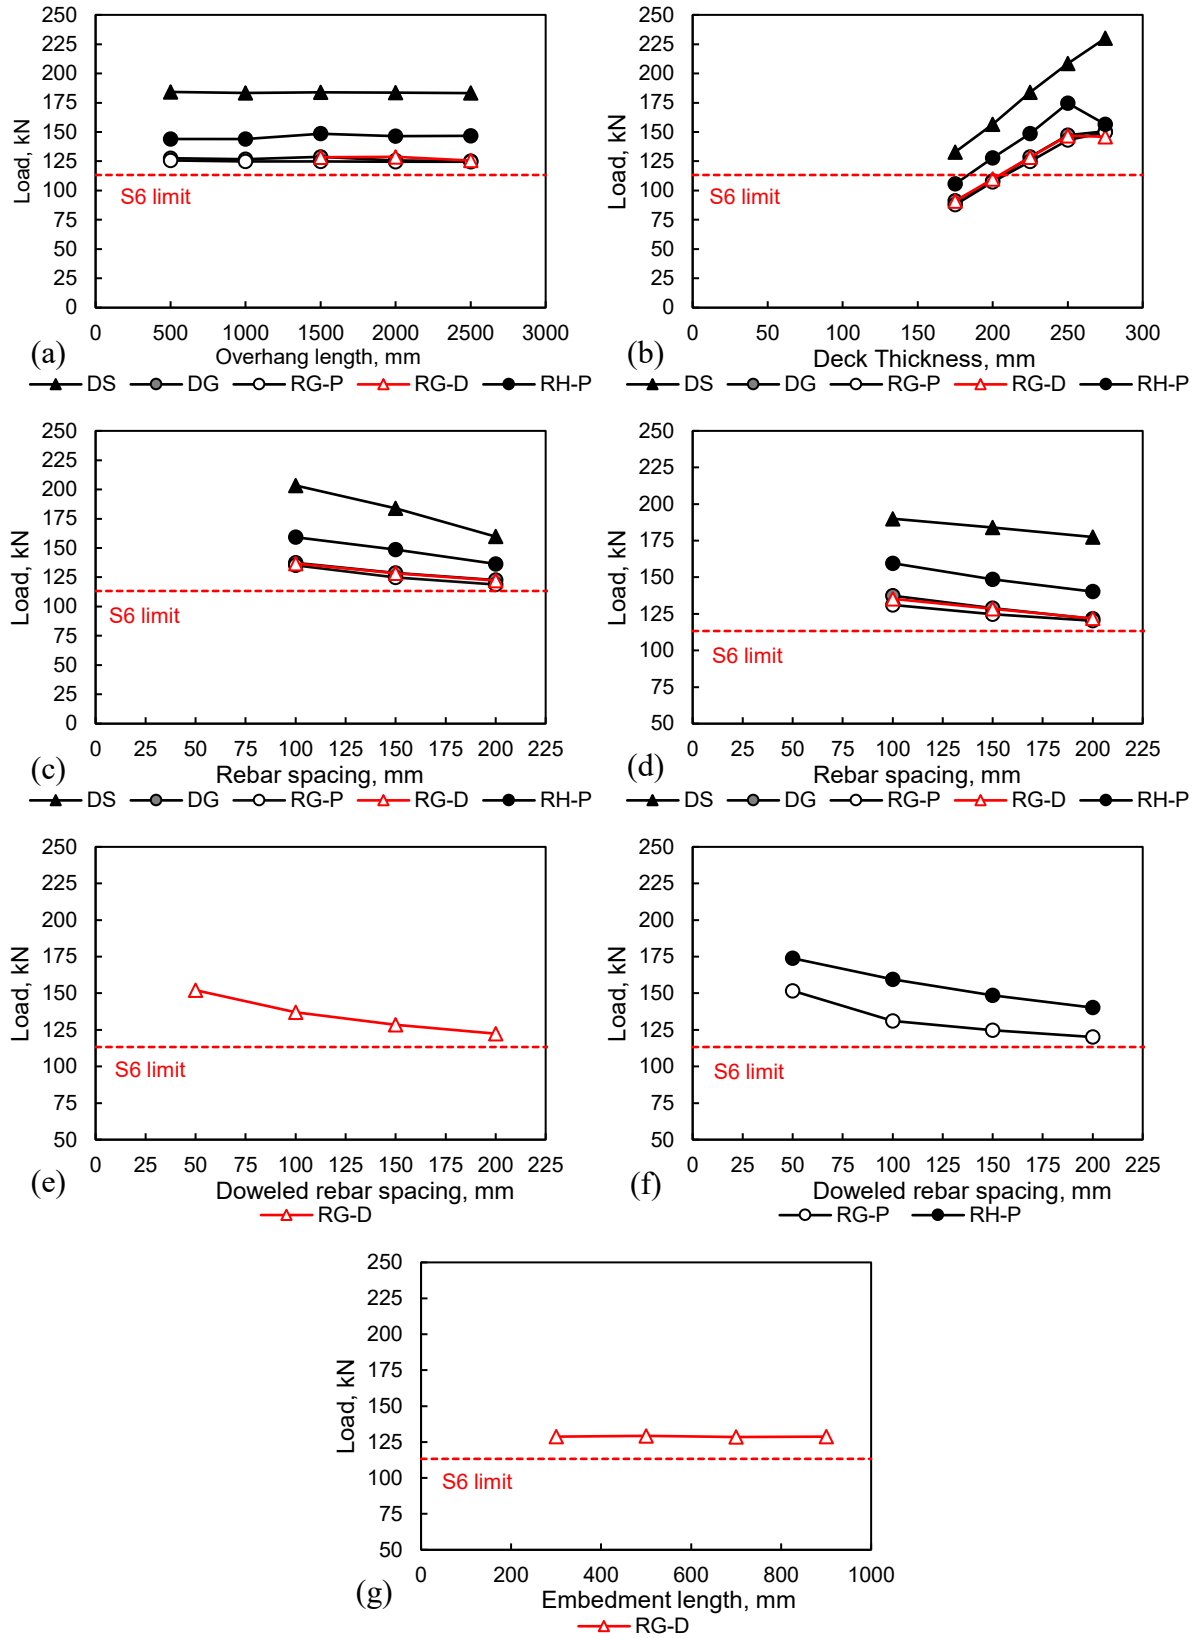 250
225
200
175
150
125
100
75
50
25
0
Load, kN
S6 limit
0 500 1000 1500 2000 2500 3000
Overhang length, mm
(a)
DS DG RG-P RG-D RH-P
250
225
200
175
150
125
100
75
50
25
0
Load, kN
S6 limit
0 50 100 150 200 250 300
Deck Thickness, mm
(b)
DS DG RG-P RG-D RH-P
250
225
200
175
150
125
100
75
50
25
0
Load, kN
S6 limit
0 25 50 75 100 125 150 175 200 225
Rebar spacing, mm
(c)
DS DG RG-P RG-D RH-P
250
225
200
175
150
125
100
75
50
Load, kN
S6 limit
0 25 50 75 100 125 150 175 200 225
Rebar spacing, mm
(d)
DS DG RG-P RG-D RH-P
250
225
200
175
150
125
100
75
50
Load, kN
S6 limit
0 25 50 75 100 125 150 175 200 225
Doweled rebar spacing, mm
(e)
RG-D
250
225
200
175
150
125
100
75
50
Load, kN
S6 limit
0 25 50 75 100 125 150 175 200 225
Doweled rebar spacing, mm
(f)
RG-P RH-P
250
225
200
175
150
125
100
75
50
Load, kN
S6 limit
0 200 400 600 800 1000
Embedment length, mm
(g)
RG-D